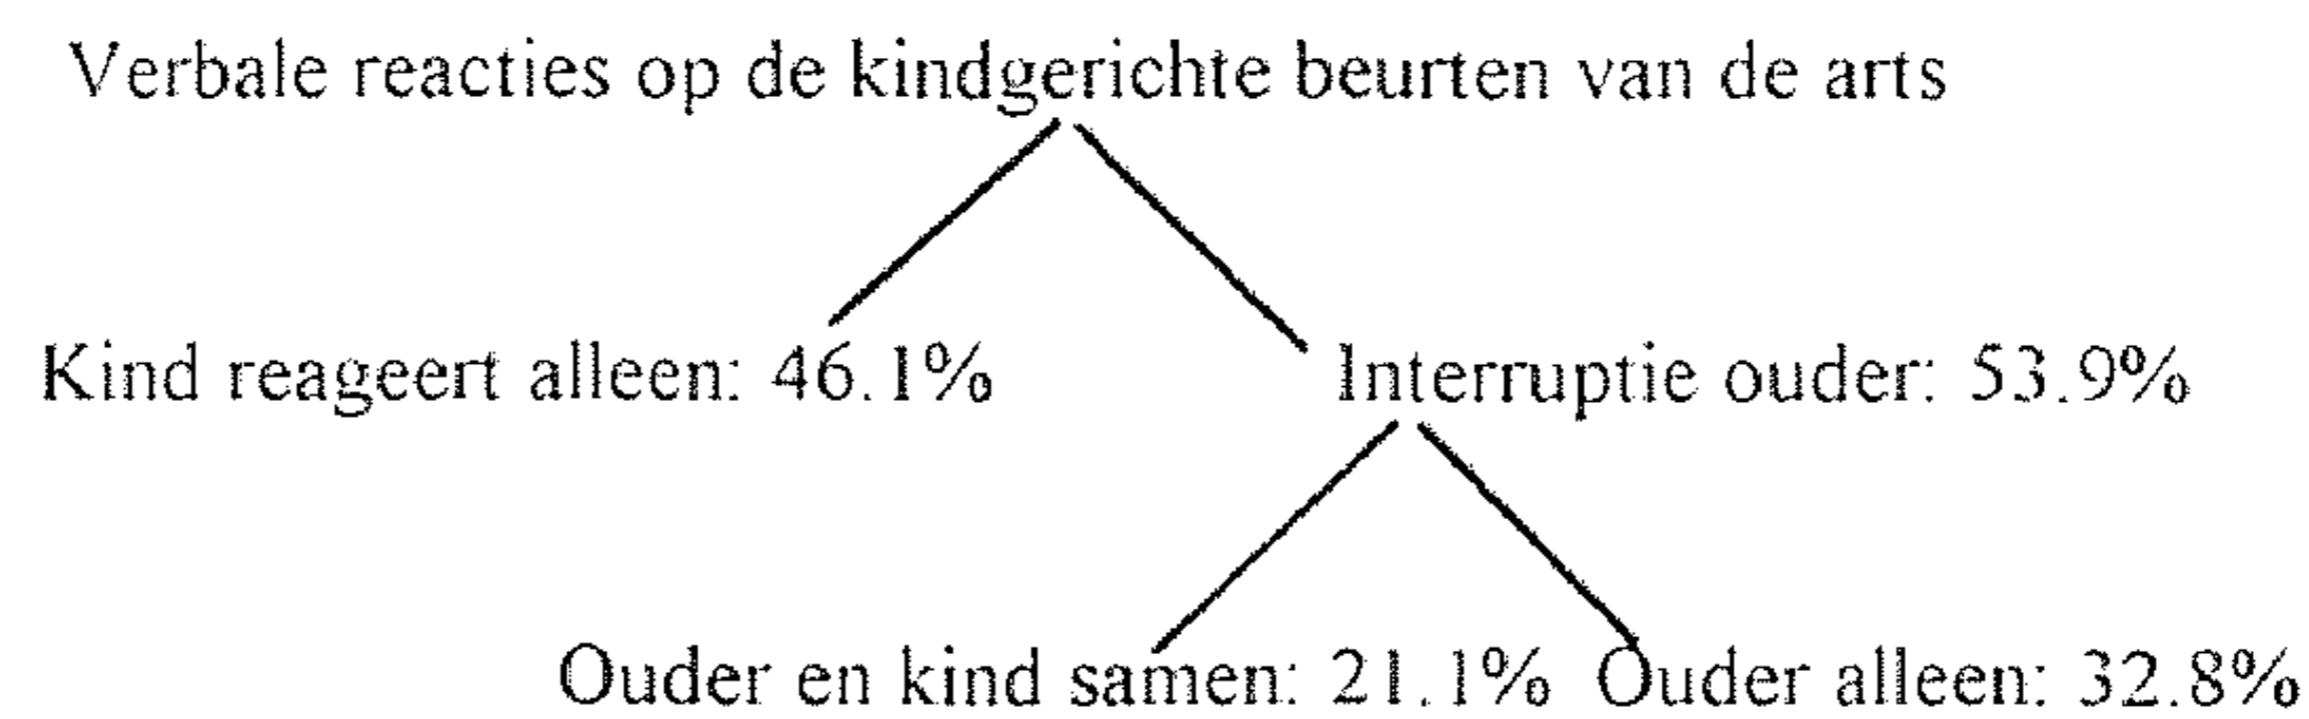 Verbale reacties op de kindgerichte beurten van de arts
Kind reageert alleen: 46.1% Interruptie ouder: 53.9%
Ouder en kind samen: 21.1% Ouder alleen: 32.8%